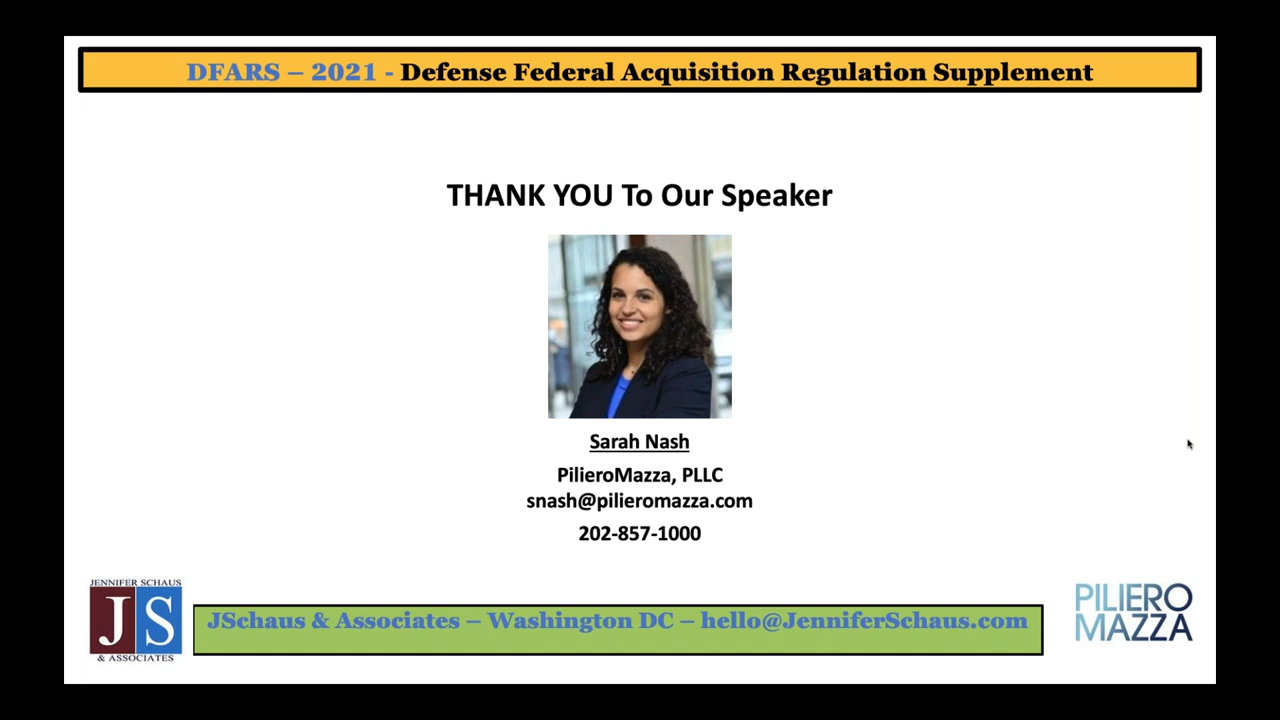 DFARS – 2021 - Defense Federal Acquisition Regulation Supplement
THANK YOU To Our Speaker
Sarah Nash
PilieroMazza, PLLC
snash@pilieromazza.com
202-857-1000
JENNIFER SCHAUS
JS
& ASSOCIATES
JSchaus & Associates – Washington DC – hello@JenniferSchaus.com
PILIERO
MAZZA